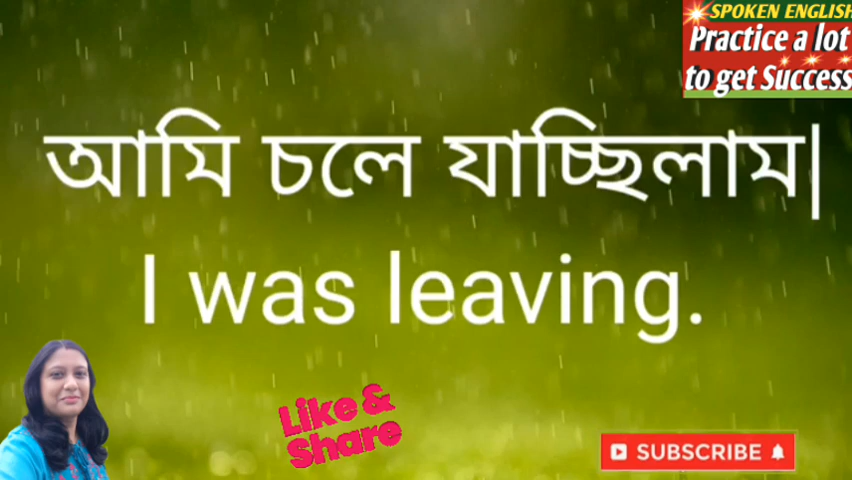 SPOKEN ENGLISH
Practice a lot
to get Success
আমি চলে যাচ্ছিলাম|
I was leaving.
Like &
Share
SUBSCRIBE